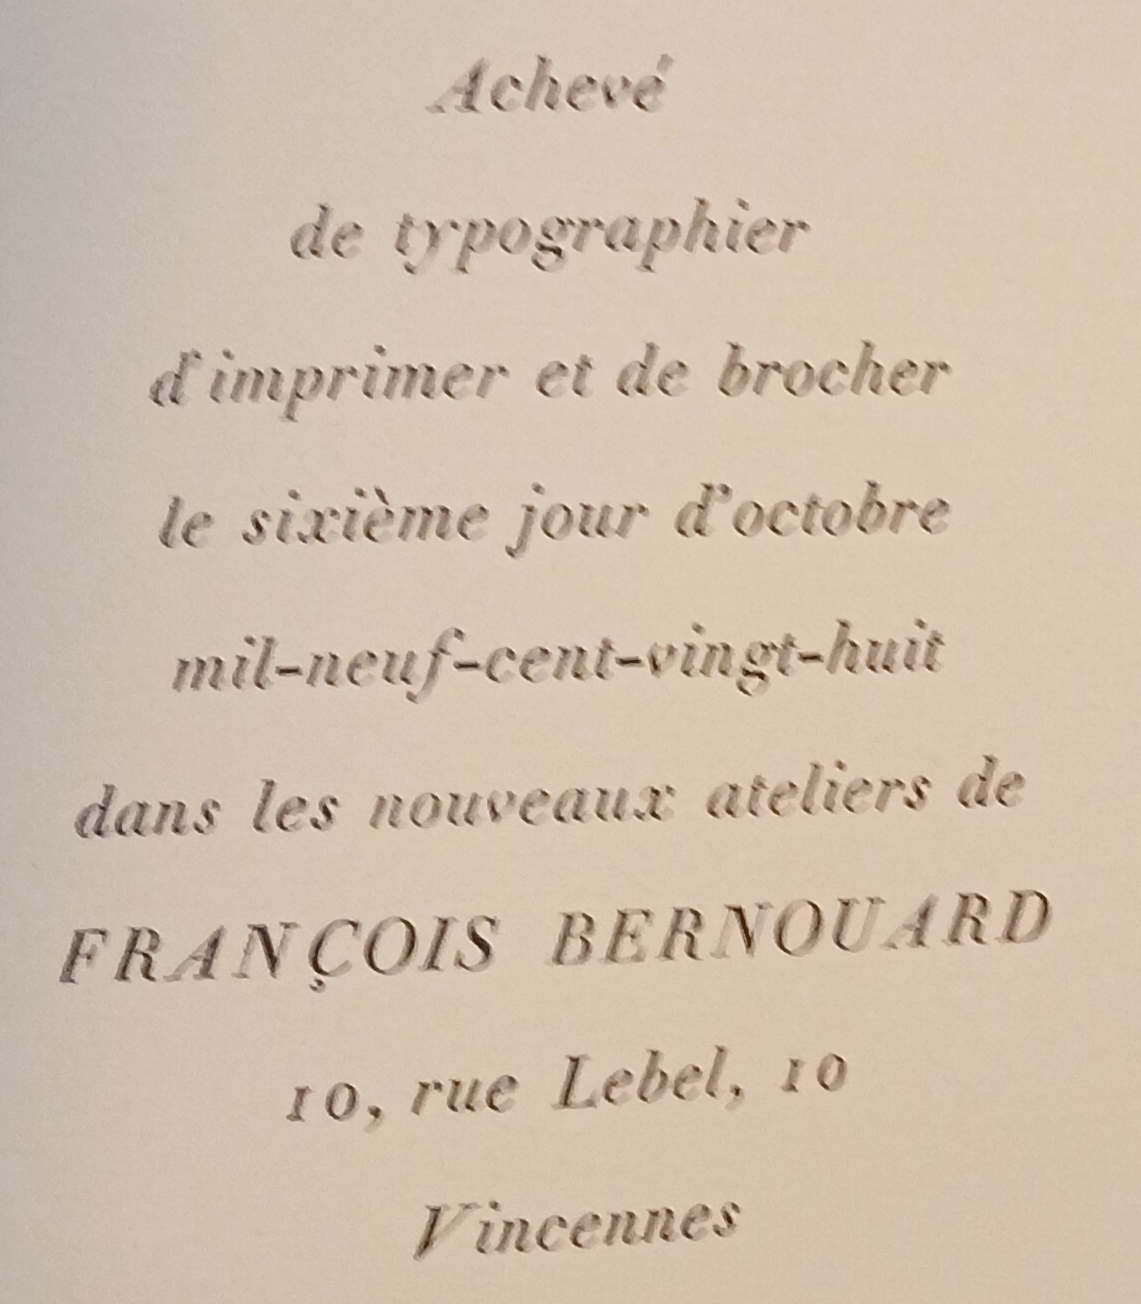 Achevé
de typographier
d'imprimer et de brocher
le sixième jour d'octobre
mil-neuf-cent-vingt-huit
dans les nouveaux ateliers de
FRANÇOIS BERNOUARD
10, rue Lebel, 10
Vincennes